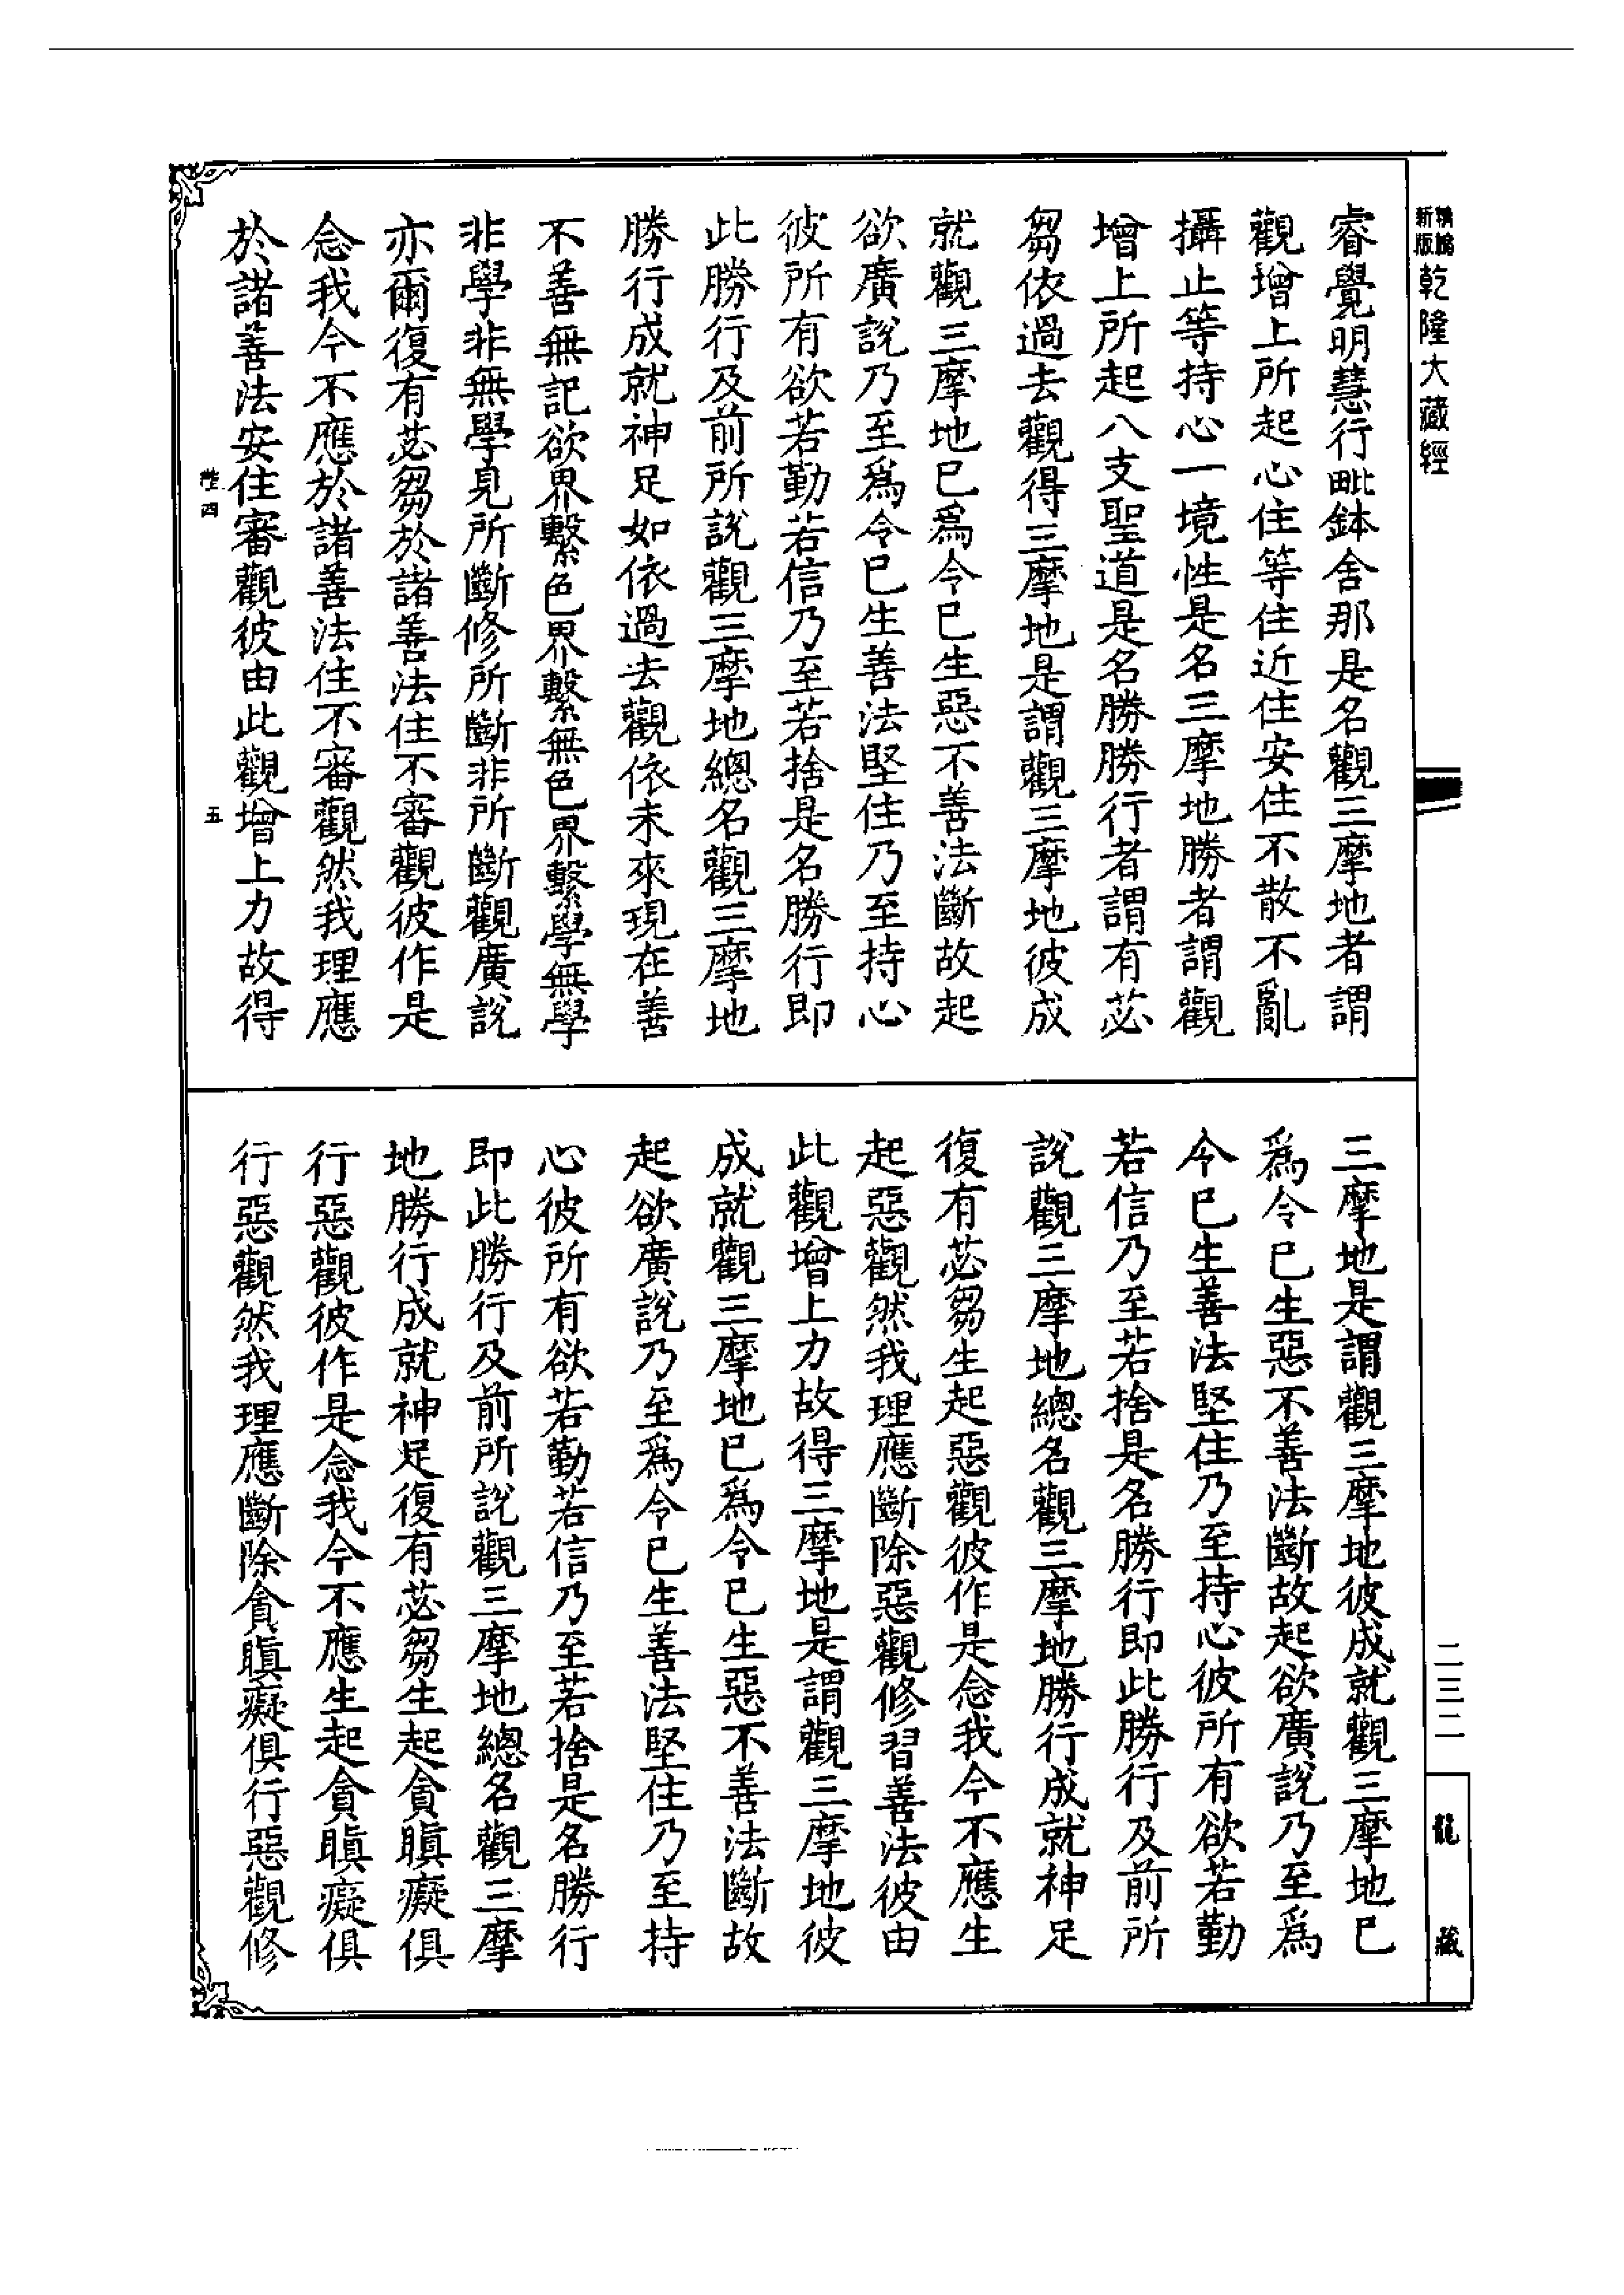 新版
乾隆大藏經
睿覺明慧行毗鉢舍那是名觀三摩地者謂
觀增上所起心住等住近住安住不散不亂
攝止等持心一境性是名三摩地勝者謂觀
增上所起八支聖道是名勝勝行者謂有苾
芻依過去觀得三摩地是謂觀三摩地彼成
就觀三摩地已爲令已生惡不善法斷故起
欲廣說乃至爲令已生善法堅住乃至持心
彼所有欲若勤若信乃至若捨是名勝行即
此勝行及前所說觀三摩地總名觀三摩地
勝行成就神足如依過去觀依未來現在善
不善無記欲界繫色界繫無色界繫學無學
非學非無學見所斷修所斷非所斷觀廣說
亦爾復有苾芻於諸善法住不審觀彼作是
念我今不應於諸善法住不審觀然我理應
於諸善法安住審觀彼由此觀增上力故得
四
五
三摩地是謂觀三摩地彼成就觀三摩地已
爲令已生惡不善法斷故起欲廣說乃至爲
令已生善法堅住乃至持心彼所有欲若勤
若信乃至若捨是名勝行即此勝行及前所
說觀三摩地總名觀三摩地勝行成就神足
復有苾芻生起惡觀彼作是念我今不應生
起惡觀然我理應斷除惡觀修習善法彼由
此觀增上力故得三摩地是謂觀三摩地彼
成就觀三摩地已爲令已生惡不善法斷故
起欲廣說乃至爲令已生善法堅住乃至持
心彼所有欲若勤若信乃至若捨是名勝行
即此勝行及前所說觀三摩地總名觀三摩
地勝行成就神足復有苾芻生起貪瞋癡俱
行惡觀彼作是念我今不應生起貪瞋癡俱
行惡觀然我理應斷除貪瞋癡俱行惡觀修
二三二
龍藏